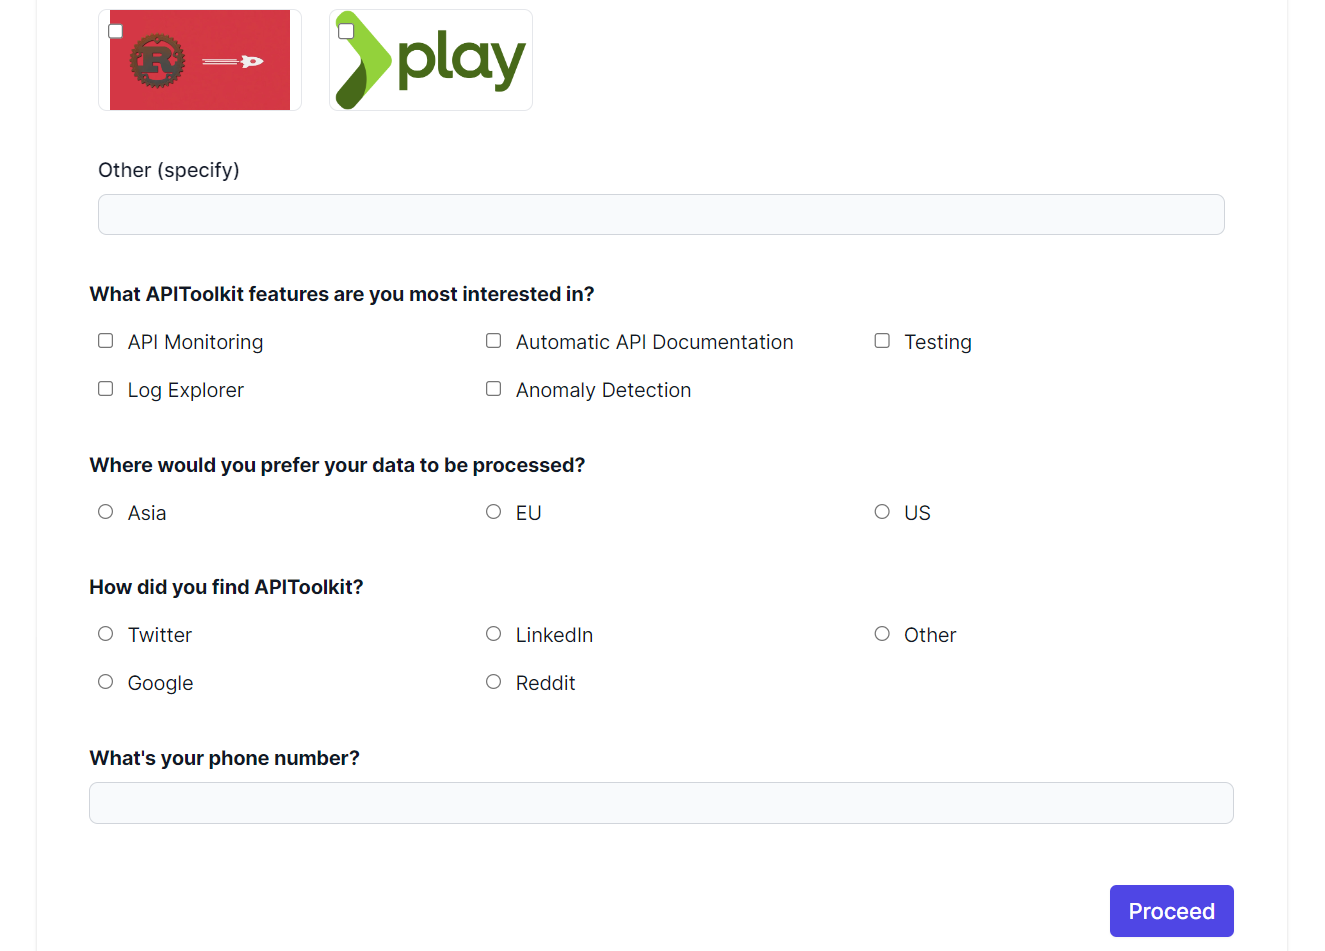 R play
Other (specify)
What APIToolkit features are you most interested in?
API Monitoring Automatic API Documentation Testing
Log Explorer Anomaly Detection
Where would you prefer your data to be processed?
Asia EU US
How did you find APIToolkit?
Twitter LinkedIn Other
Google Reddit
What's your phone number?
Proceed